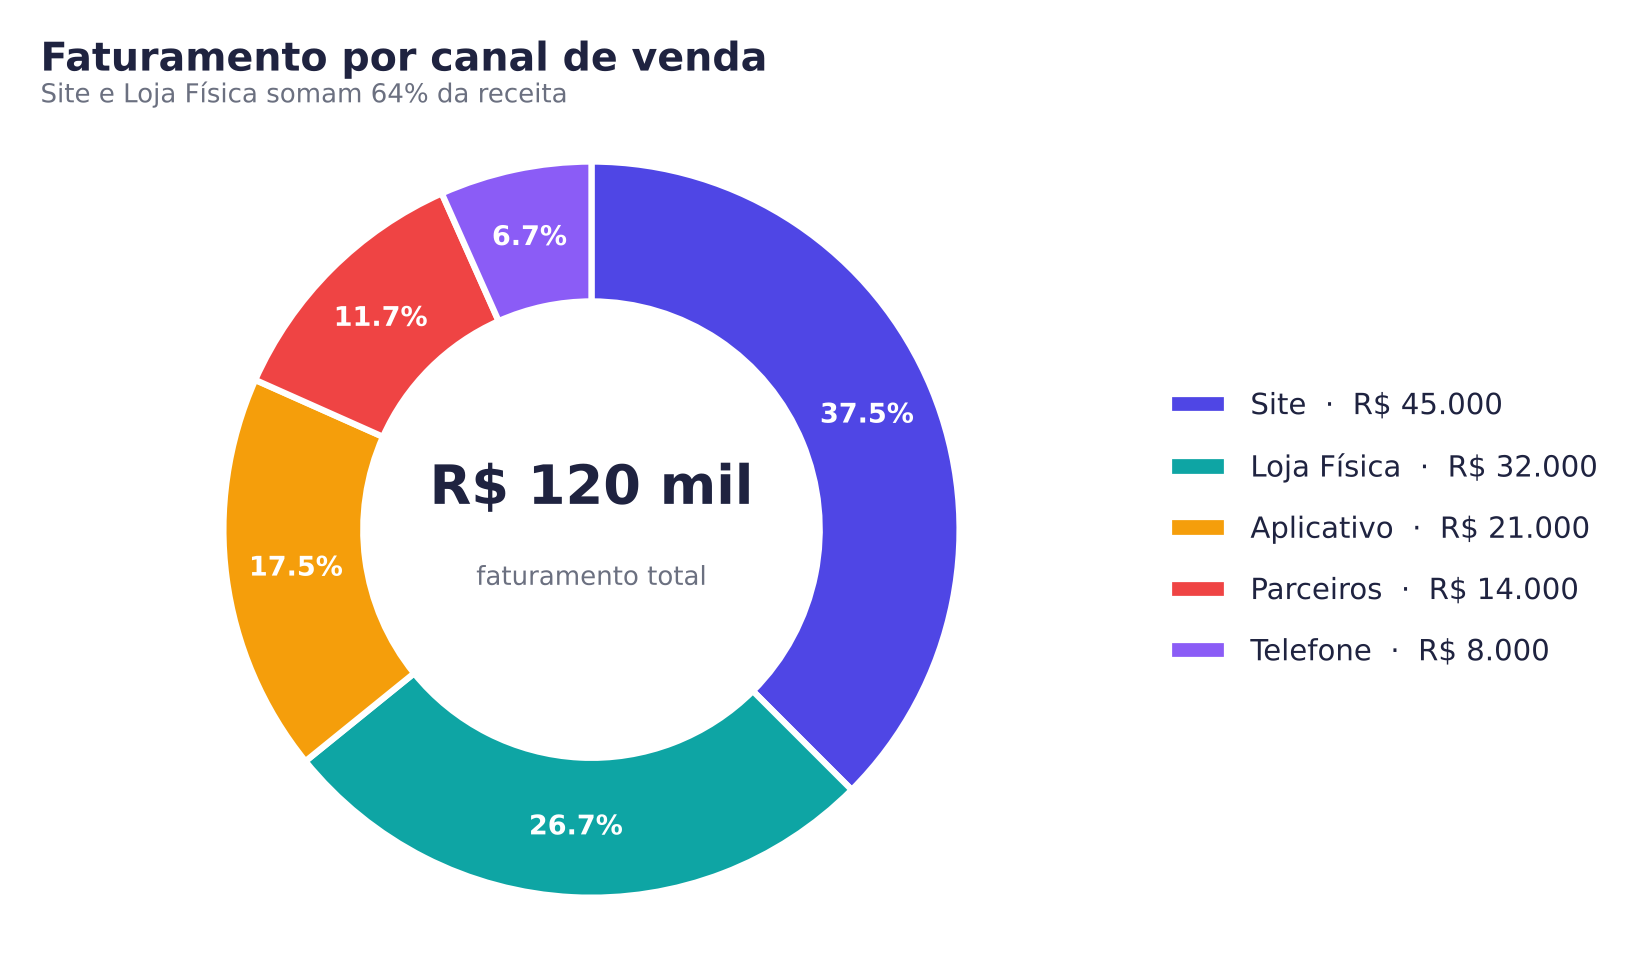 Faturamento por canal de venda
Site e Loja Física somam 64% da receita
6.7%
11.7%
37.5%
17.5%
26.7%
R$ 120 mil
faturamento total
Site · R$ 45.000
Loja Física · R$ 32.000
Aplicativo · R$ 21.000
Parceiros · R$ 14.000
Telefone · R$ 8.000